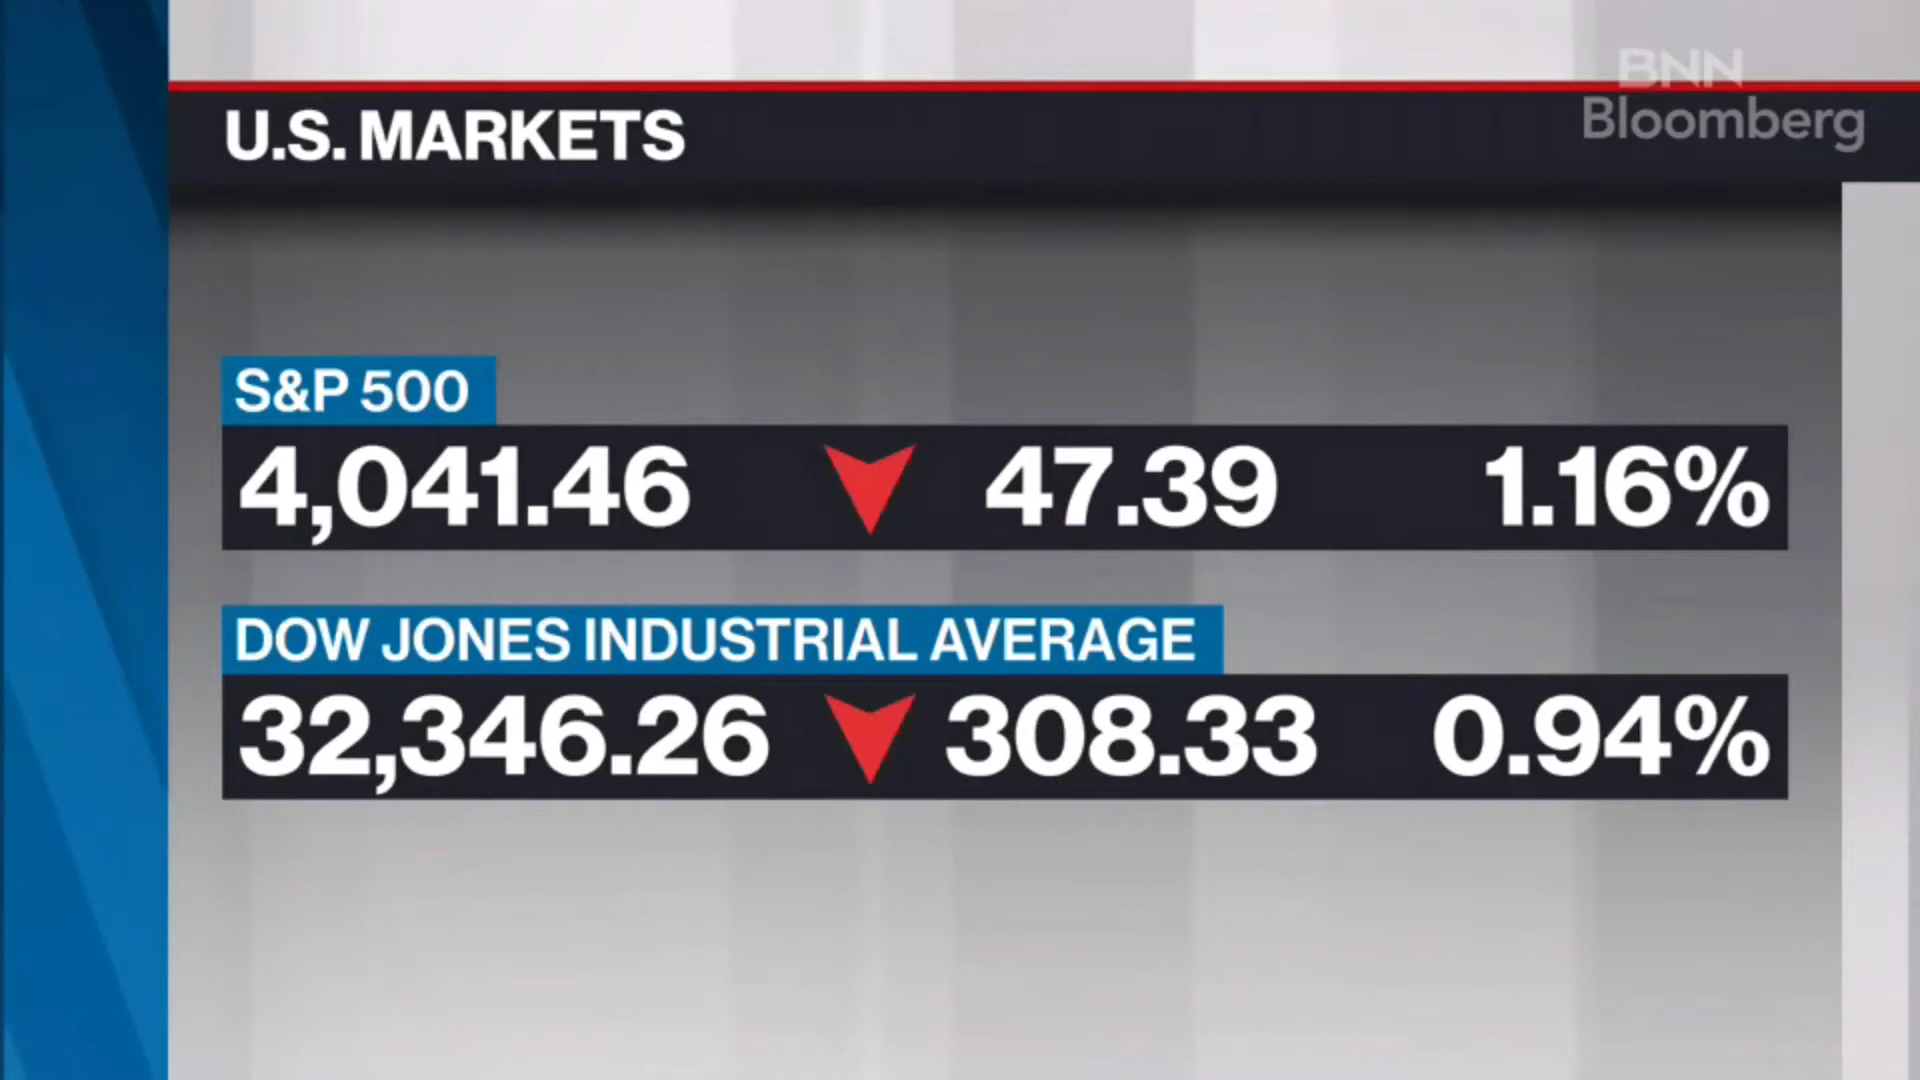 BNN
Bloomberg
U.S. MARKETS
S&P 500
4,041.46 47.39 1.16%
DOW JONES INDUSTRIAL AVERAGE
32,346.26 308.33 0.94%